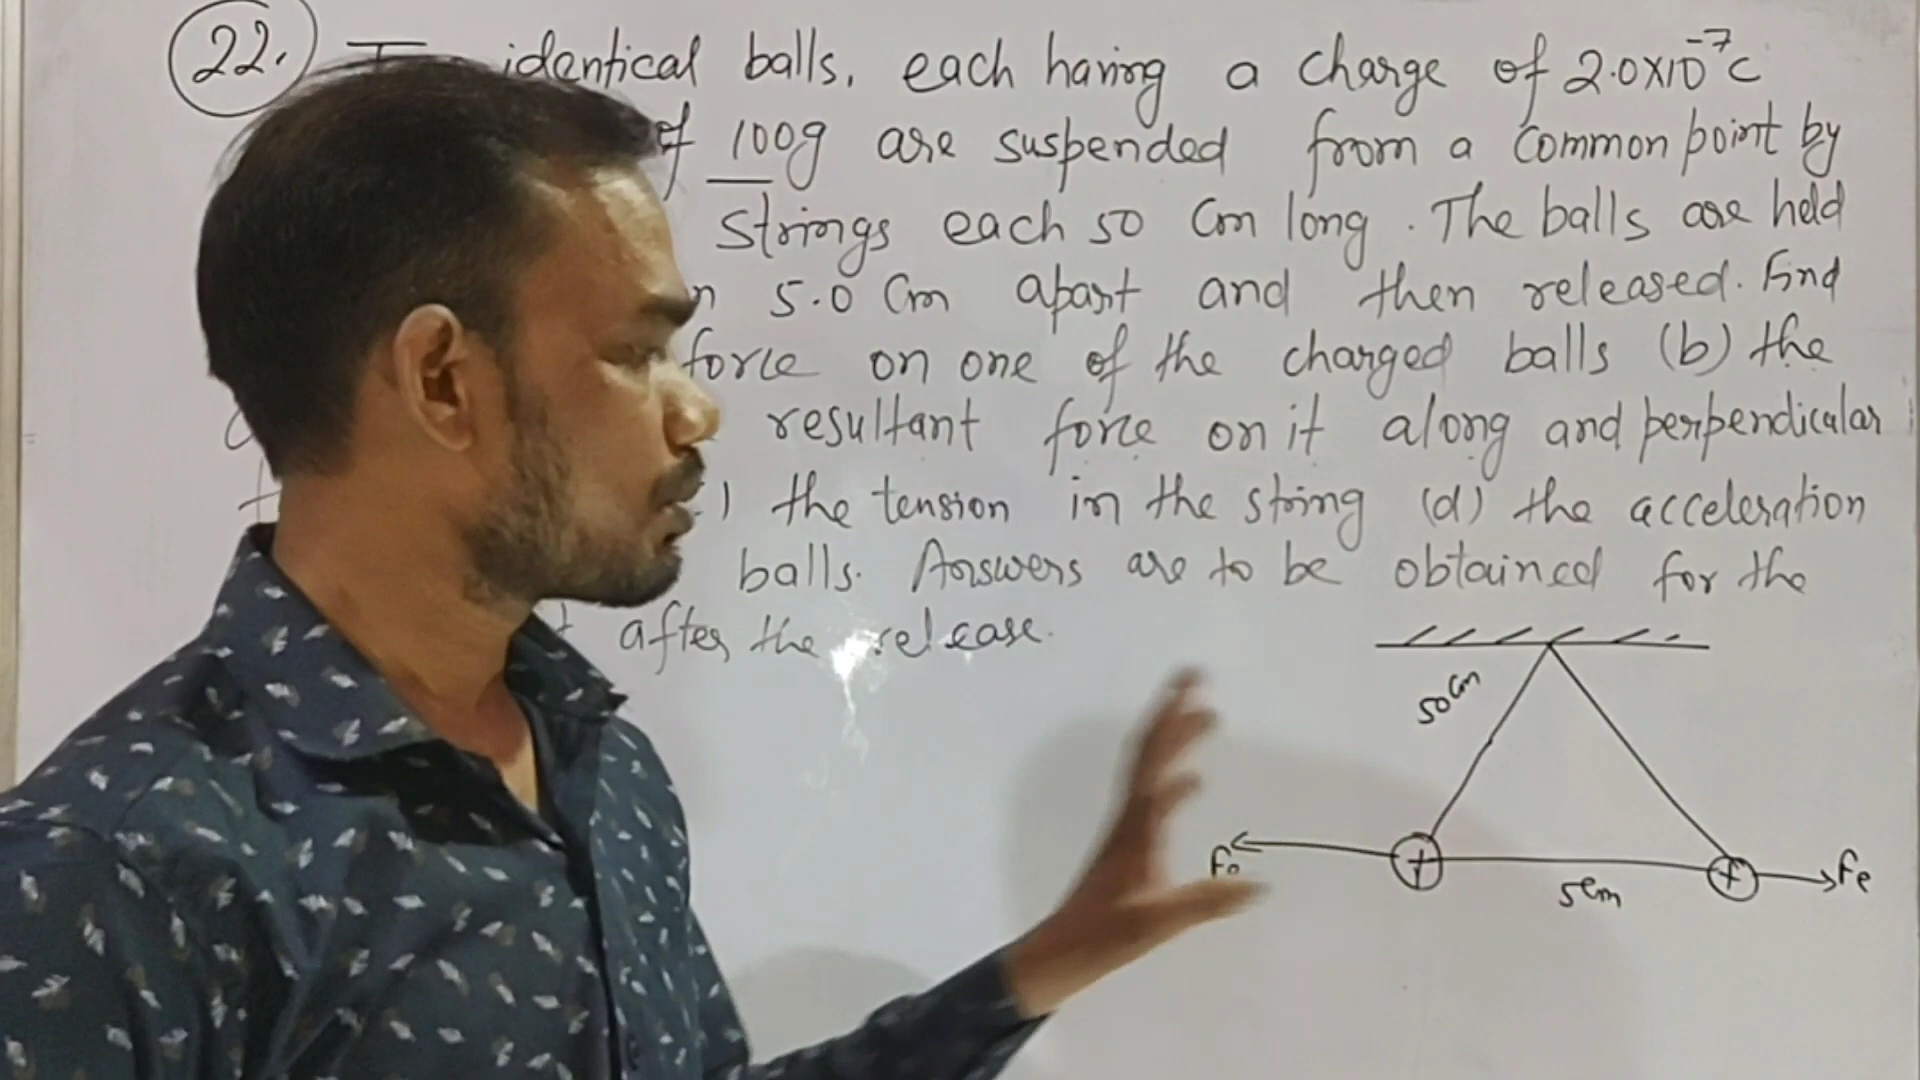 22. identical balls, each having a charge of 2.0x10⁻⁷c
of 100g are suspended from a common point by
strings each 50 cm long. The balls are held
5.0 cm apart and then released. Find
force on one of the charged balls (b) the
resultant force on it along and perpendicular
the tension in the string (d) the acceleration
balls. Answers are to be obtained for the
after the release.
50cm
5cm
Fe